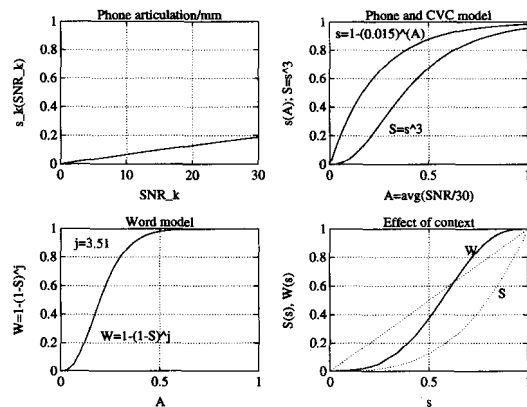 Phone articulation/mm
s_k(SNR_k)
1
0.8
0.6
0.4
0.2
0
0
10
20
30
SNR_k
Phone and CVC model
s(A); S=s^3
1
0.8
0.6
0.4
0.2
0
s=1-(0.015)^(A)
S=s^3
0
0.5
1
A=avg(SNR/30)
Word model
W=1-(1-S)^j
1
0.8
0.6
0.4
0.2
0
j=3.51
W=1-(1-S)^j
0
0.5
1
A
Effect of context
S(s), W(s)
1
0.8
0.6
0.4
0.2
0
W
S
0
0.5
1
s